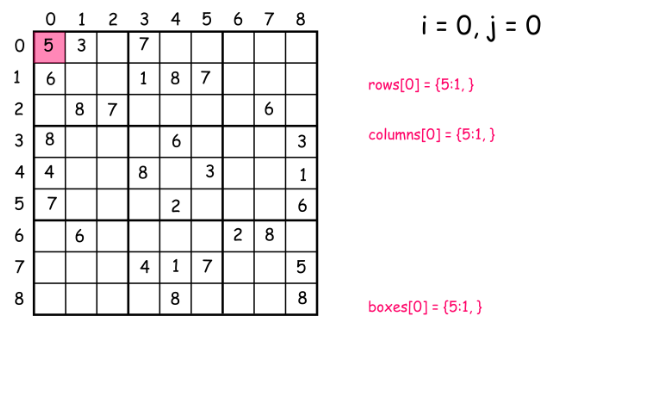 0 1 2 3 4 5 6 7 8
i = 0, j = 0
0 5 3 7
1 6 1 8 7
rows[0] = {5:1, }
2 8 7 6
columns[0] = {5:1, }
3 8 6 3
4 4 8 3 1
5 7 2 6
6 6 2 8
7 4 1 7 5
8 8 8
boxes[0] = {5:1, }